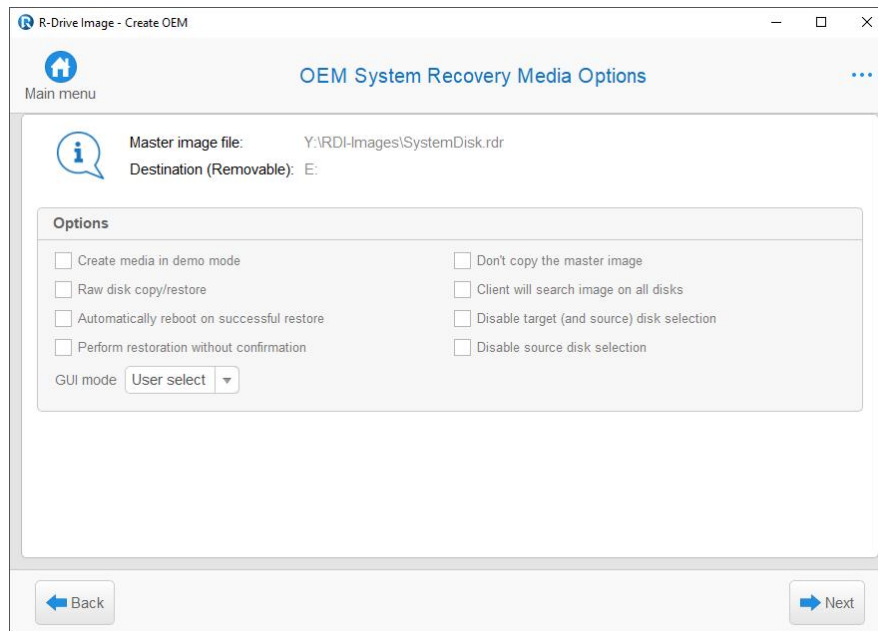 R-Drive Image - Create OEM
Main menu
OEM System Recovery Media Options
Master image file: Y:\RDI-Images\SystemDisk.rdr
Destination (Removable): E:
Options
Create media in demo mode
Don't copy the master image
Raw disk copy/restore
Client will search image on all disks
Automatically reboot on successful restore
Disable target (and source) disk selection
Perform restoration without confirmation
Disable source disk selection
GUI mode User select
Back
Next